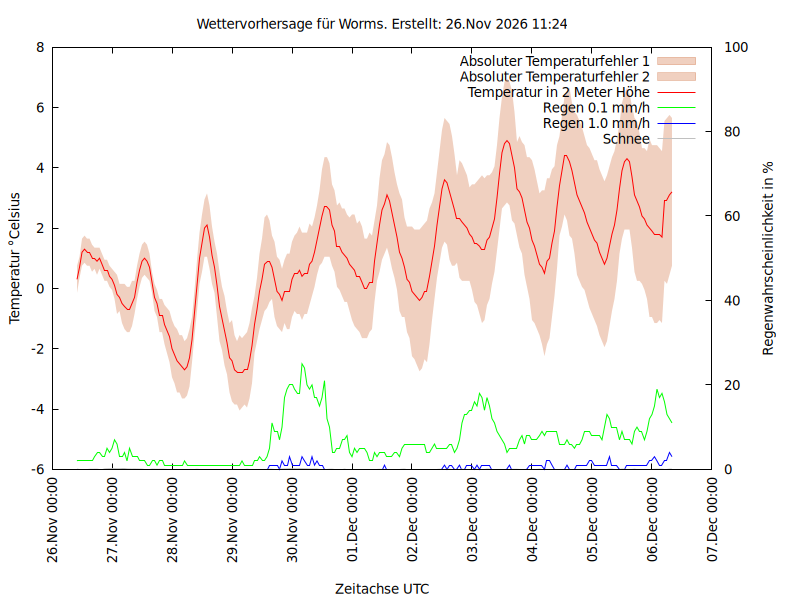 Wettervorhersage für Worms. Erstellt: 26.Nov 2026 11:24
8
6
4
2
0
-2
-4
-6
Temperatur °Celsius
100
80
60
40
20
0
Regenwahrscheinlichkeit in %
Absoluter Temperaturfehler 1
Absoluter Temperaturfehler 2
Temperatur in 2 Meter Höhe
Regen 0.1 mm/h
Regen 1.0 mm/h
Schnee
26.Nov 00:00
27.Nov 00:00
28.Nov 00:00
29.Nov 00:00
30.Nov 00:00
01.Dec 00:00
02.Dec 00:00
03.Dec 00:00
04.Dec 00:00
05.Dec 00:00
06.Dec 00:00
07.Dec 00:00
Zeitachse UTC